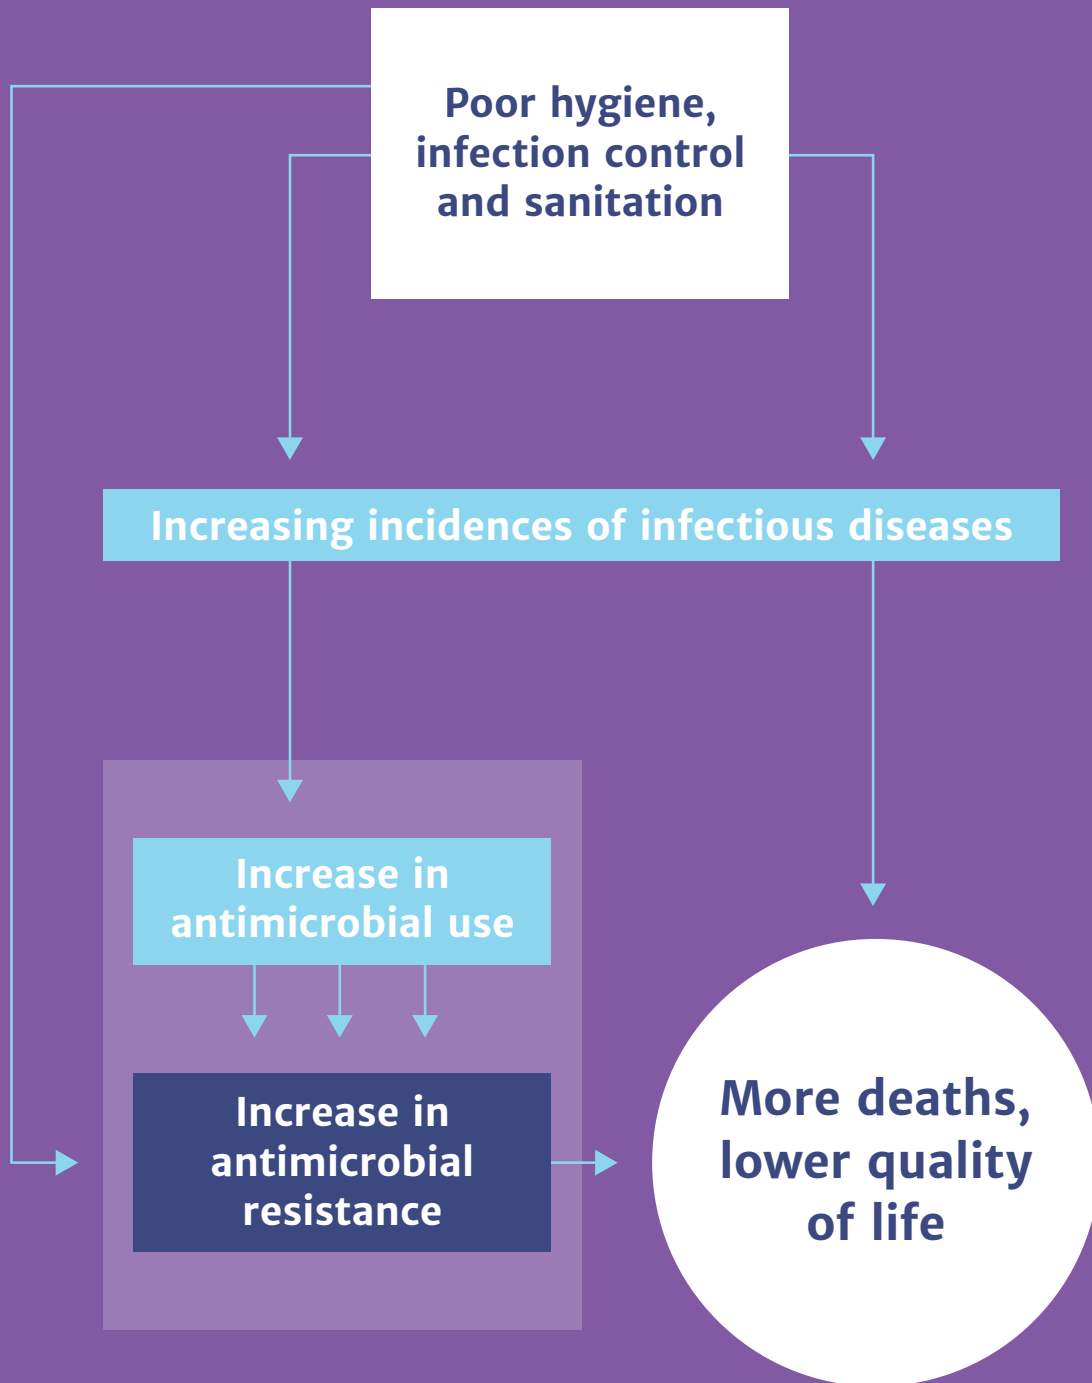 Poor hygiene,
infection control
and sanitation
Increasing incidences of infectious diseases
Increase in
antimicrobial use
Increase in
antimicrobial
resistance
More deaths,
lower quality
of life